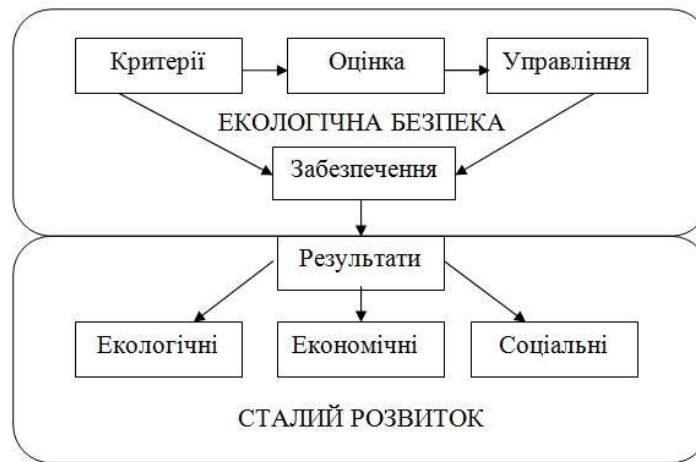 Критерії
Оцінка
Управління
ЕКОЛОГІЧНА БЕЗПЕКА
Забезпечення
Результати
Екологічні
Економічні
Соціальні
СТАЛИЙ РОЗВИТОК